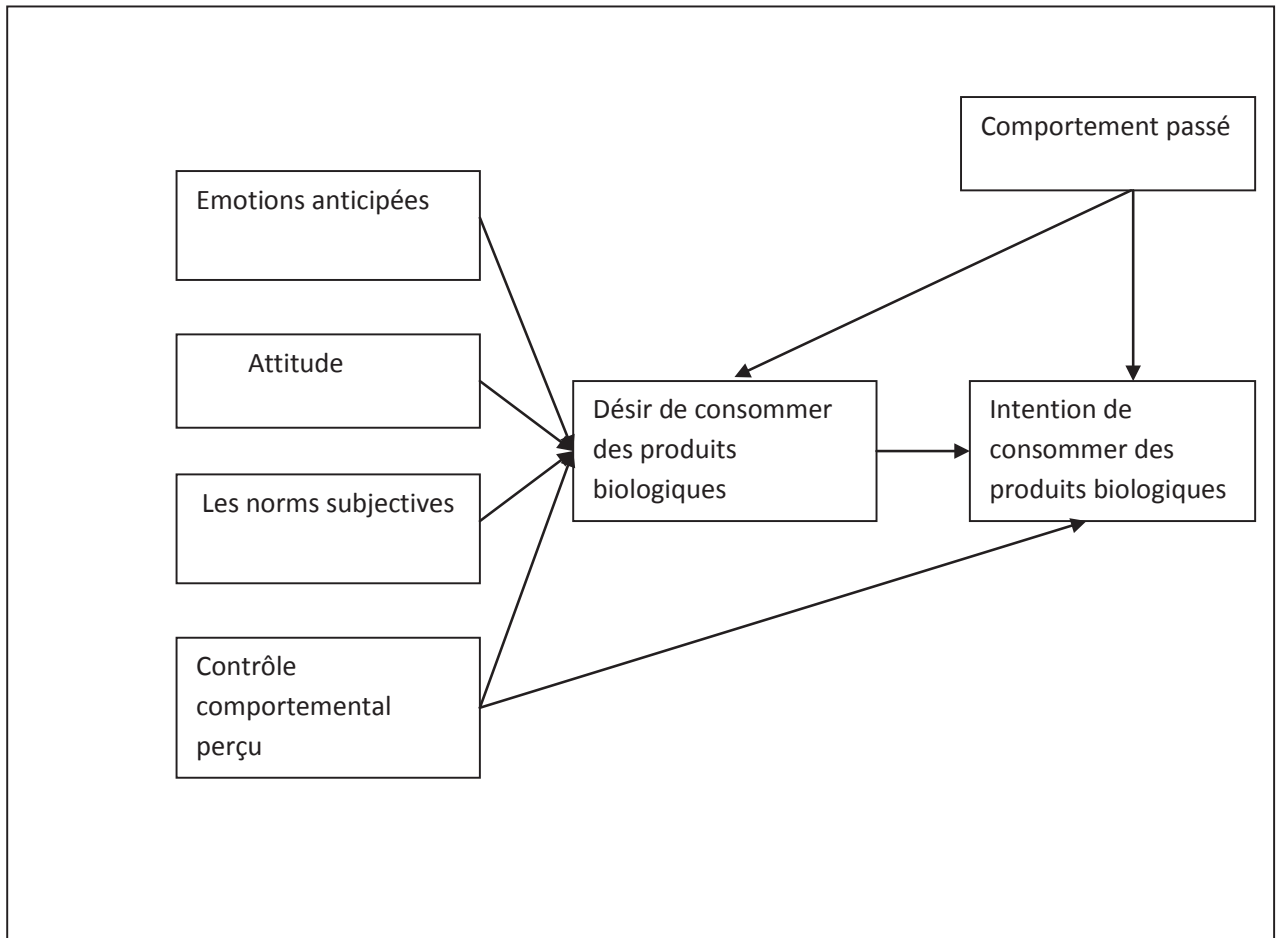 Comportement passé
Emotions anticipées
Attitude
Les norms subjectives
Contrôle
comportemental
perçu
Désir de consommer
des produits
biologiques
Intention de
consommer des
produits biologiques